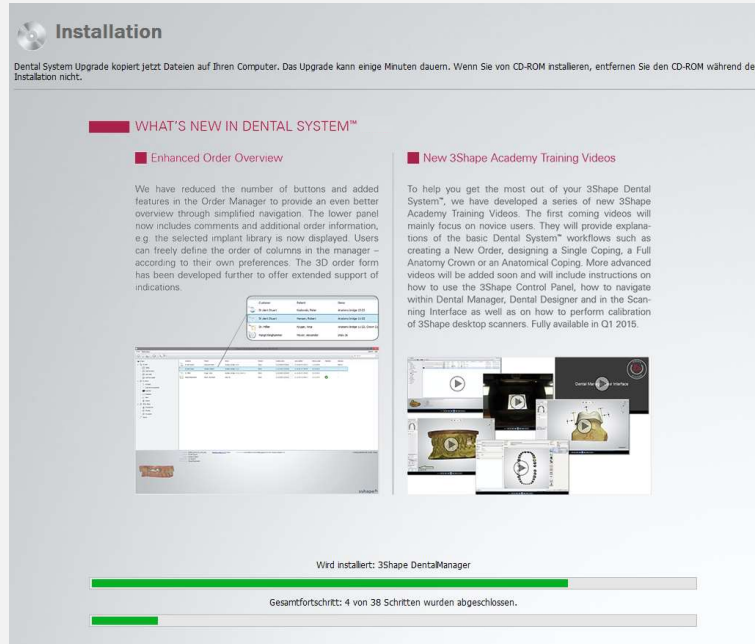 Installation
Dental System Upgrade kopiert jetzt Dateien auf Ihren Computer. Das Upgrade kann einige Minuten dauern. Wenn Sie von CD-ROM installieren, entfernen Sie den CD-ROM während de
Installation nicht.
WHAT'S NEW IN DENTAL SYSTEM™
Enhanced Order Overview
We have reduced the number of buttons and added
features in the Order Manager to provide an even better
overview through simplified navigation. The lower panel
now includes comments and additional order information,
e.g. the selected implant library is now displayed. Users
can freely define the order of columns in the manager –
according to their own preferences. The 3D order form
has been developed further to offer extended support of
indications.
New 3Shape Academy Training Videos
To help you get the most out of your 3Shape Dental
System™, we have developed a series of new 3Shape
Academy Training Videos. The first coming videos will
mainly focus on novice users. They will provide explana-
tions of the basic Dental System™ workflows such as
creating a New Order, designing a Single Coping, a Full
Anatomy Crown or an Anatomical Coping. More advanced
videos will be added soon and will include instructions on
how to use the 3Shape Control Panel, how to navigate
within Dental Manager, Dental Designer and in the Scan-
ning Interface as well as on how to perform calibration
of 3Shape desktop scanners. Fully available in Q1 2015.
3shape
Wird installiert: 3Shape DentalManager
Gesamtfortschritt: 4 von 38 Schritten wurden abgeschlossen.